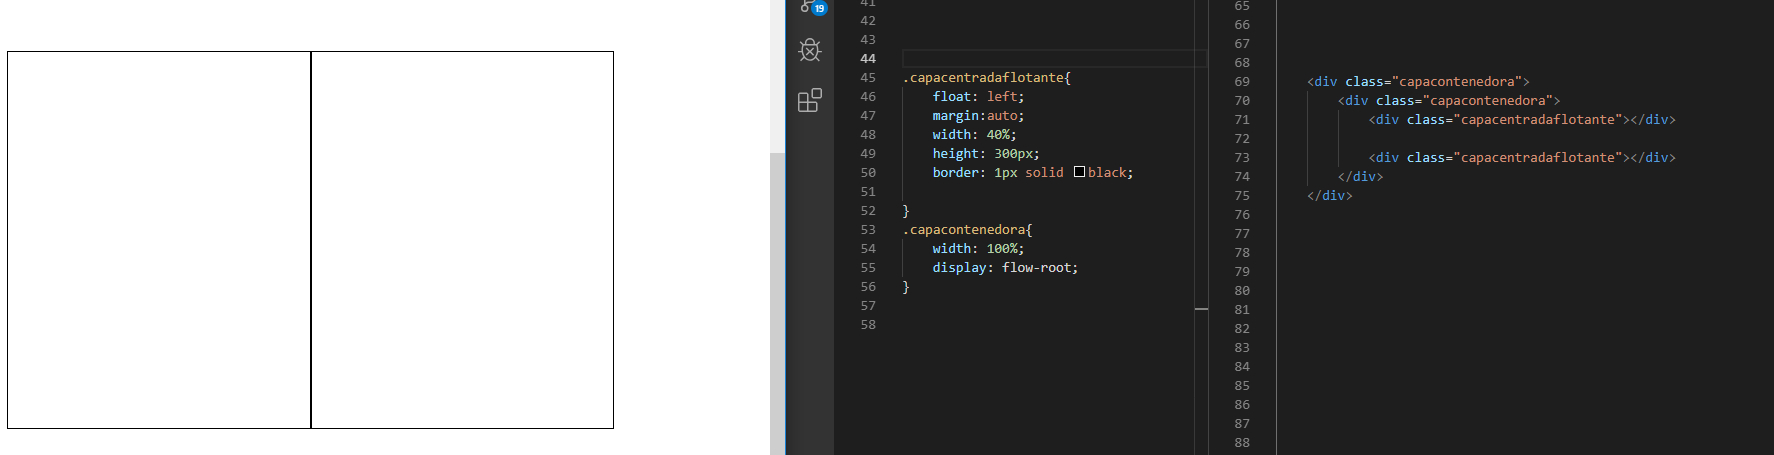 19
41
42
43
44
45 .capacentradaflotante{
46 float: left;
47 margin:auto;
48 width: 40%;
49 height: 300px;
50 border: 1px solid black;
51
52 }
53 .capacontenedora{
54 width: 100%;
55 display: flow-root;
56 }
57
58
65
66
67
68
69 <div class="capacontenedora">
70 <div class="capacontenedora">
71 <div class="capacentradaflotante"></div>
72
73 <div class="capacentradaflotante"></div>
74 </div>
75 </div>
76
77
78
79
80
81
82
83
84
85
86
87
88